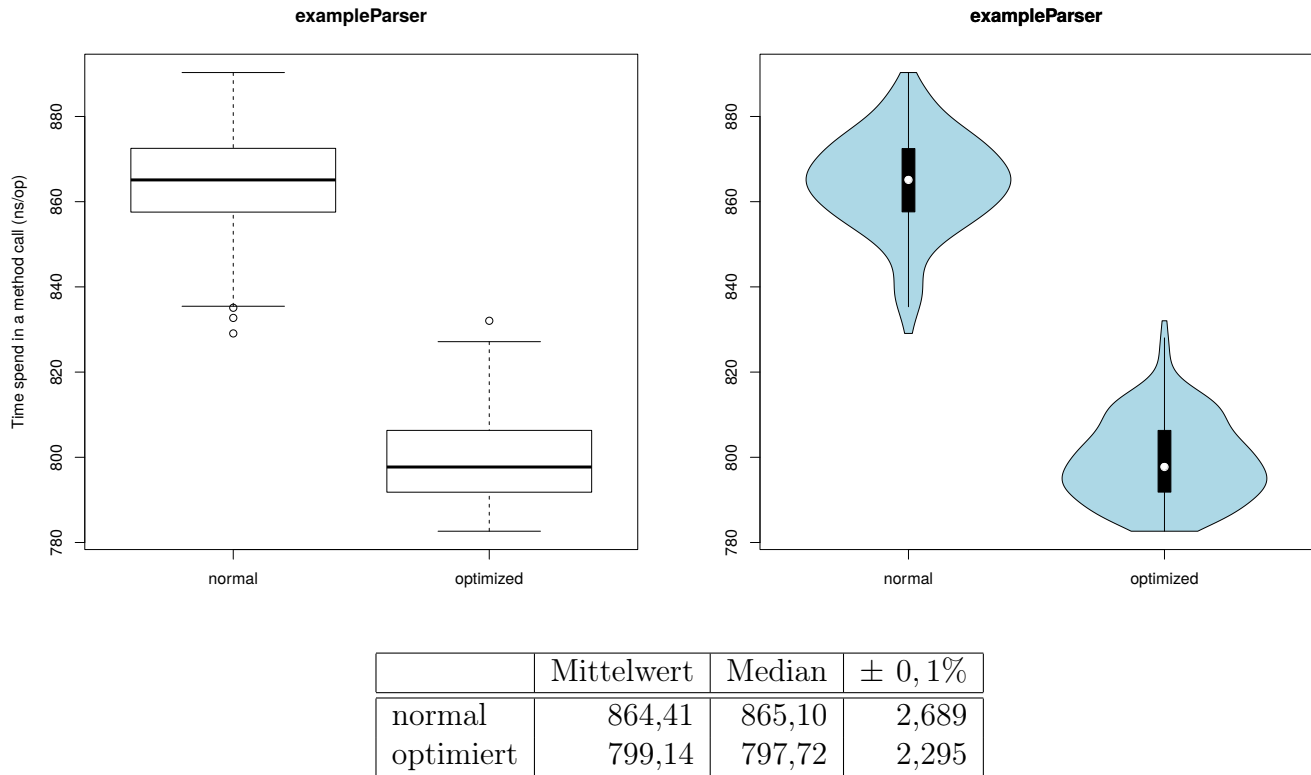 exampleParser
Time spend in a method call (ns/op)
880
860
840
820
800
780
normal optimized
exampleParser
880
860
840
820
800
780
normal optimized
Mittelwert Median ± 0, 1%
normal 864,41 865,10 2,689
optimiert 799,14 797,72 2,295